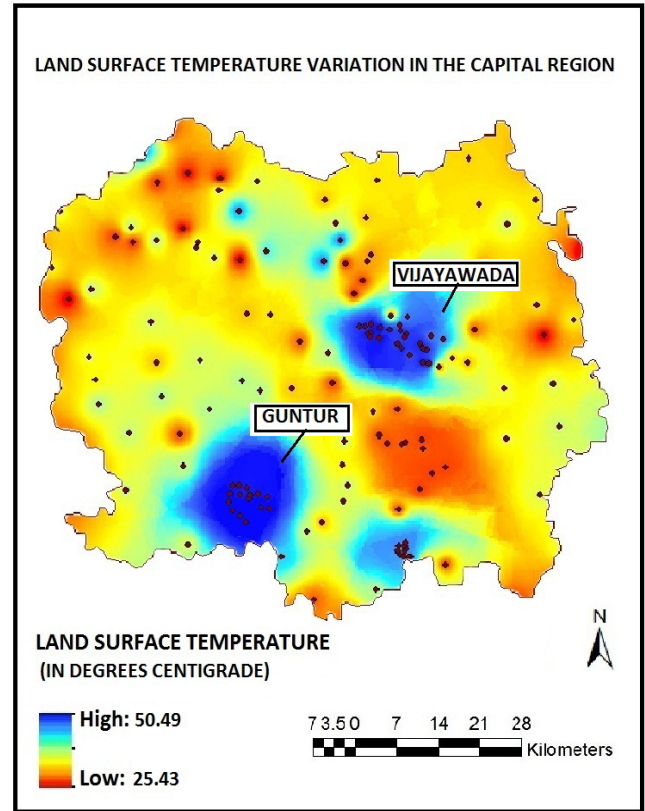 LAND SURFACE TEMPERATURE VARIATION IN THE CAPITAL REGION
VIJAYAWADA
GUNTUR
N
LAND SURFACE TEMPERATURE
(IN DEGREES CENTIGRADE)
High: 50.49
Low: 25.43
7 3.5 0 7 14 21 28
Kilometers